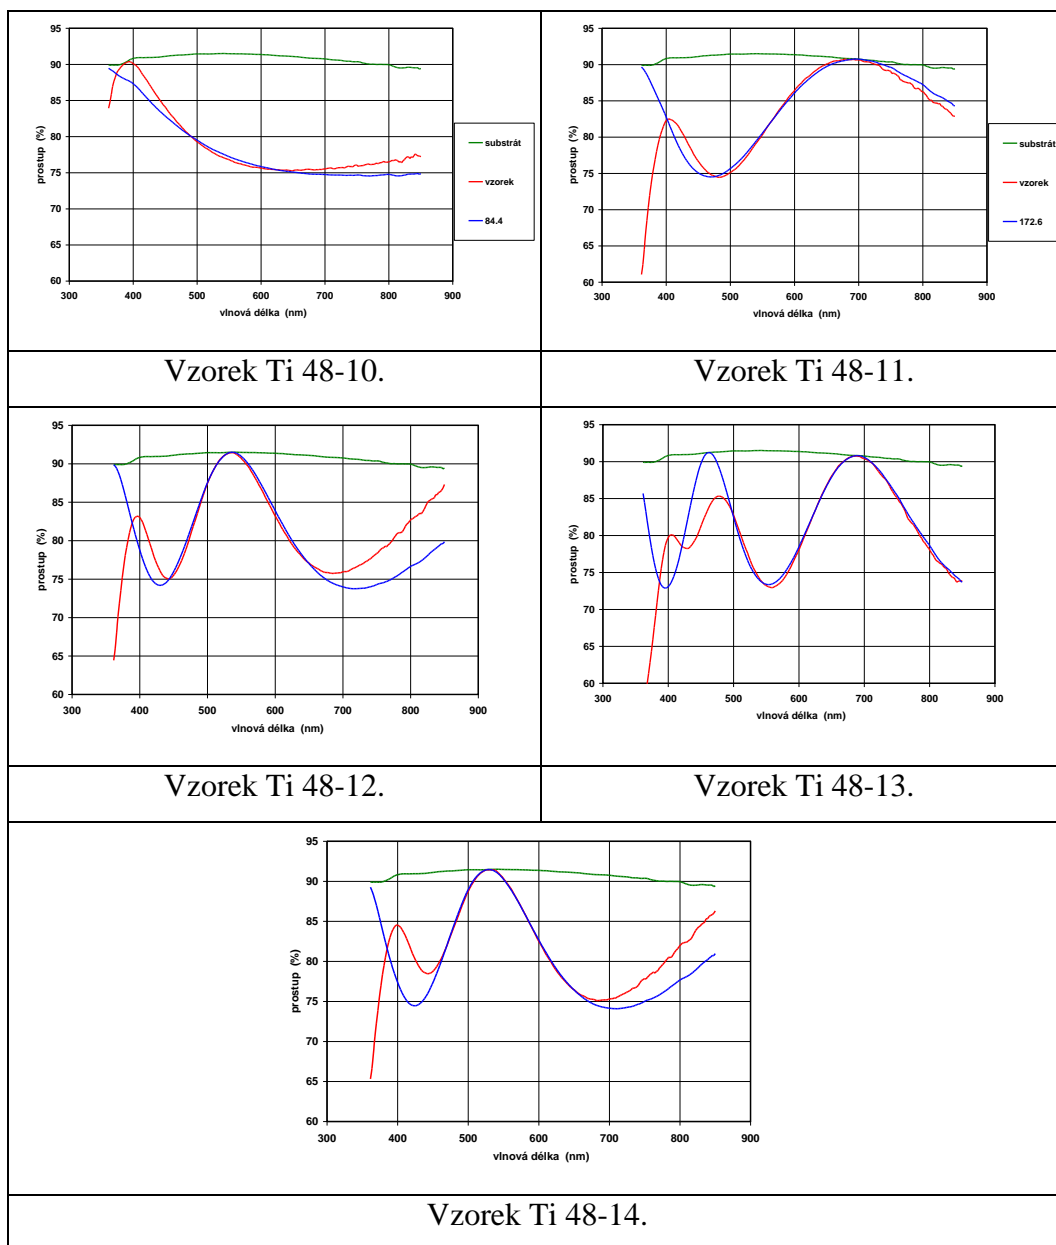 95
90
85
80
75
70
65
60
prostup (%)
300 400 500 600 700 800 900
vlnová délka (nm)
substrát
vzorek
84.4
95
90
85
80
75
70
65
60
prostup (%)
300 400 500 600 700 800 900
vlnová délka (nm)
substrát
vzorek
172.6
Vzorek Ti 48-10.
Vzorek Ti 48-11.
95
90
85
80
75
70
65
60
prostup (%)
300 400 500 600 700 800 900
vlnová délka (nm)
95
90
85
80
75
70
65
60
prostup (%)
300 400 500 600 700 800 900
vlnová délka (nm)
Vzorek Ti 48-12.
Vzorek Ti 48-13.
95
90
85
80
75
70
65
60
prostup (%)
300 400 500 600 700 800 900
vlnová délka (nm)
Vzorek Ti 48-14.